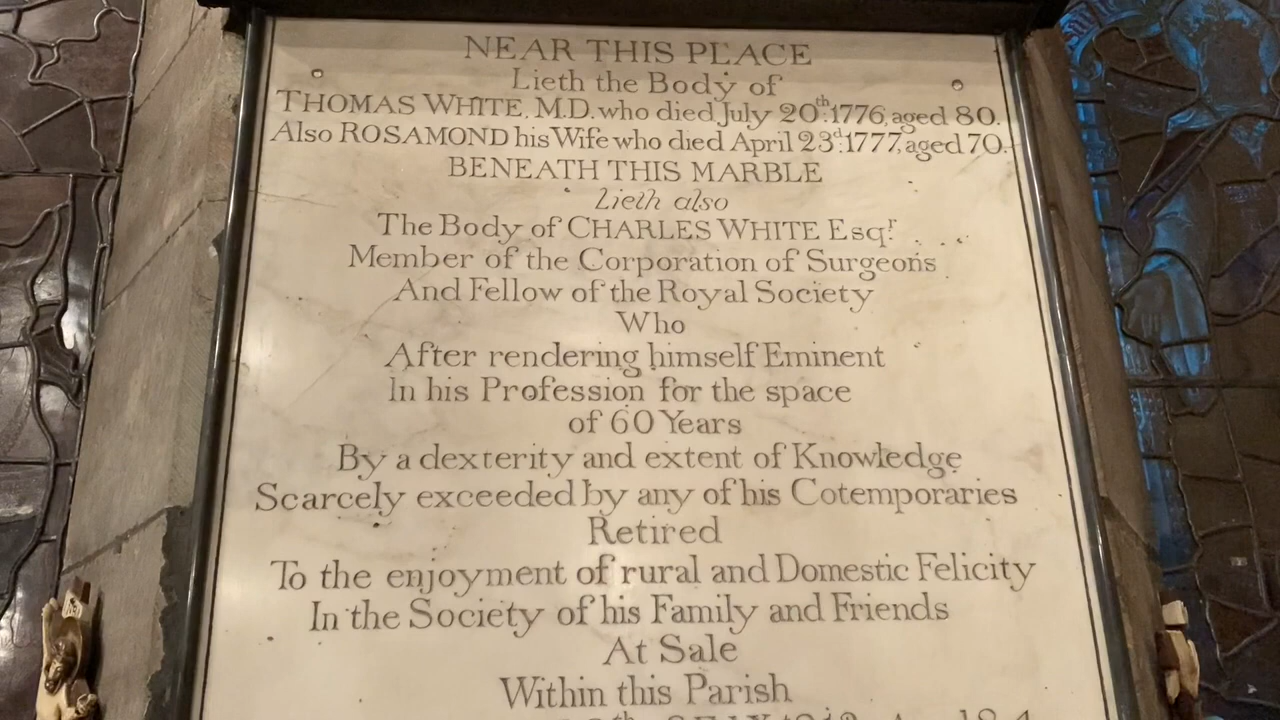 NEAR THIS PLACE
Lieth the Body of
THOMAS WHITE, M.D. who died July 20th: 1776, aged 80.
Also ROSAMOND his Wife who died April 23d: 1777, aged 70.
BENEATH THIS MARBLE
Lieth also
The Body of CHARLES WHITE Esqr
Member of the Corporation of Surgeons
And Fellow of the Royal Society
Who
After rendering himself Eminent
In his Profession for the space
of 60 Years
By a dexterity and extent of Knowledge
Scarcely exceeded by any of his Cotemporaries
Retired
To the enjoyment of rural and Domestic Felicity
In the Society of his Family and Friends
At Sale
Within this Parish